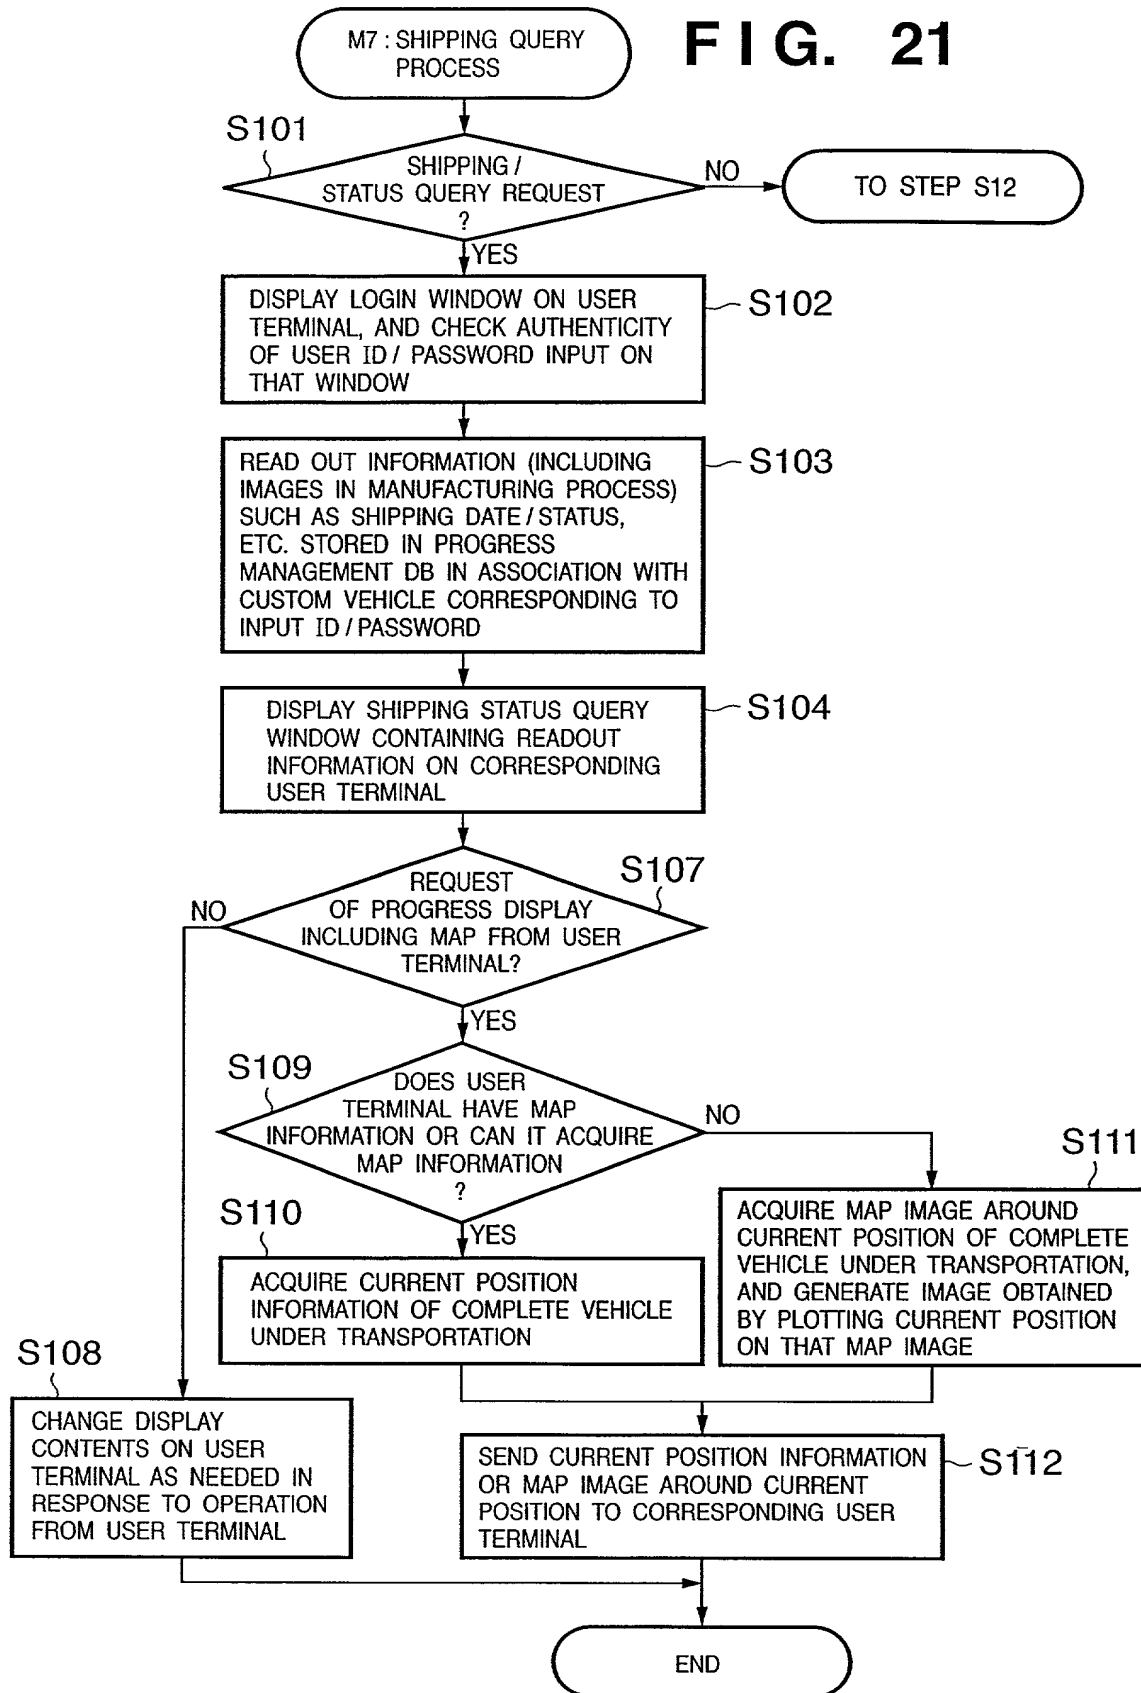 FIG. 21
M7 : SHIPPING QUERY
PROCESS
S101
SHIPPING /
STATUS QUERY REQUEST
?
NO
TO STEP S12
YES
DISPLAY LOGIN WINDOW ON USER
TERMINAL, AND CHECK AUTHENTICITY
OF USER ID / PASSWORD INPUT ON
THAT WINDOW
S102
READ OUT INFORMATION (INCLUDING
IMAGES IN MANUFACTURING PROCESS)
SUCH AS SHIPPING DATE / STATUS,
ETC. STORED IN PROGRESS
MANAGEMENT DB IN ASSOCIATION WITH
CUSTOM VEHICLE CORRESPONDING TO
INPUT ID / PASSWORD
S103
DISPLAY SHIPPING STATUS QUERY
WINDOW CONTAINING READOUT
INFORMATION ON CORRESPONDING
USER TERMINAL
S104
S107
REQUEST
OF PROGRESS DISPLAY
INCLUDING MAP FROM USER
TERMINAL?
NO
YES
S109
DOES USER
TERMINAL HAVE MAP
INFORMATION OR CAN IT ACQUIRE
MAP INFORMATION
?
NO
YES
S110
ACQUIRE CURRENT POSITION
INFORMATION OF COMPLETE VEHICLE
UNDER TRANSPORTATION
S111
ACQUIRE MAP IMAGE AROUND
CURRENT POSITION OF COMPLETE
VEHICLE UNDER TRANSPORTATION,
AND GENERATE IMAGE OBTAINED
BY PLOTTING CURRENT POSITION
ON THAT MAP IMAGE
S108
CHANGE DISPLAY
CONTENTS ON USER
TERMINAL AS NEEDED IN
RESPONSE TO OPERATION
FROM USER TERMINAL
SEND CURRENT POSITION INFORMATION
OR MAP IMAGE AROUND CURRENT
POSITION TO CORRESPONDING USER
TERMINAL
S112
END